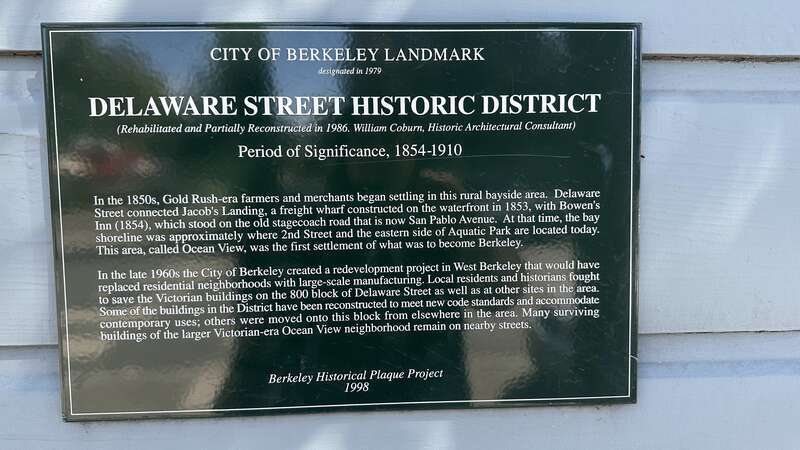 CITY OF BERKELEY LANDMARK
designated in 1979
DELAWARE STREET HISTORIC DISTRICT
(Rehabilitated and Partially Reconstructed in 1986. William Coburn, Historic Architectural Consultant)
Period of Significance, 1854-1910
In the 1850s, Gold Rush-era farmers and merchants began settling in this rural bayside area. Delaware
Street connected Jacob's Landing, a freight wharf constructed on the waterfront in 1853, with Bowen's
Inn (1854), which stood on the old stagecoach road that is now San Pablo Avenue. At that time, the bay
shoreline was approximately where 2nd Street and the eastern side of Aquatic Park are located today.
This area, called Ocean View, was the first settlement of what was to become Berkeley.
In the late 1960s the City of Berkeley created a redevelopment project in West Berkeley that would have
replaced residential neighborhoods with large-scale manufacturing. Local residents and historians fought
to save the Victorian buildings on the 800 block of Delaware Street as well as at other sites in the area.
Some of the buildings in the District have been reconstructed to meet new code standards and accommodate
contemporary uses; others were moved onto this block from elsewhere in the area. Many surviving
buildings of the larger Victorian-era Ocean View neighborhood remain on nearby streets.
Berkeley Historical Plaque Project
1998